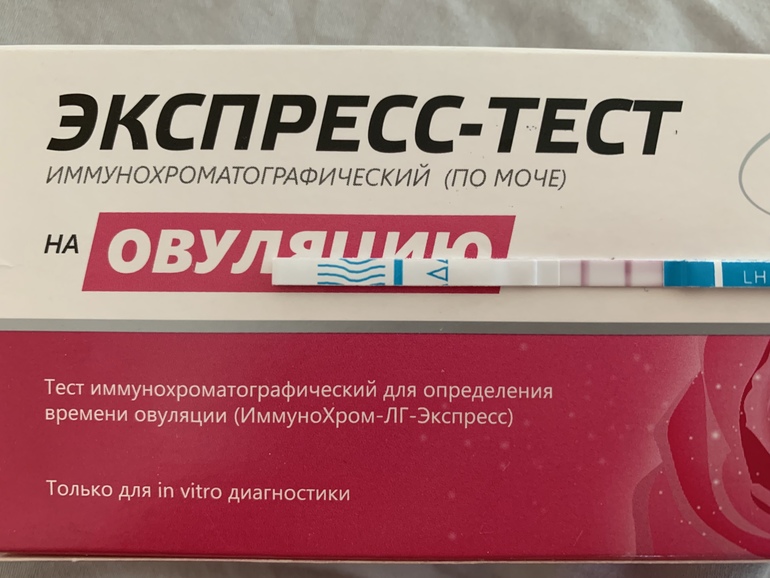 ЭКСПРЕСС-ТЕСТ
ИММУНОХРОМАТОГРАФИЧЕСКИЙ (ПО МОЧЕ)
НА ОВУЛЯЦИЮ
LH
Тест иммунохроматографический для определения
времени овуляции (ИммуноХром-ЛГ-Экспресс)
Только для in vitro диагностики